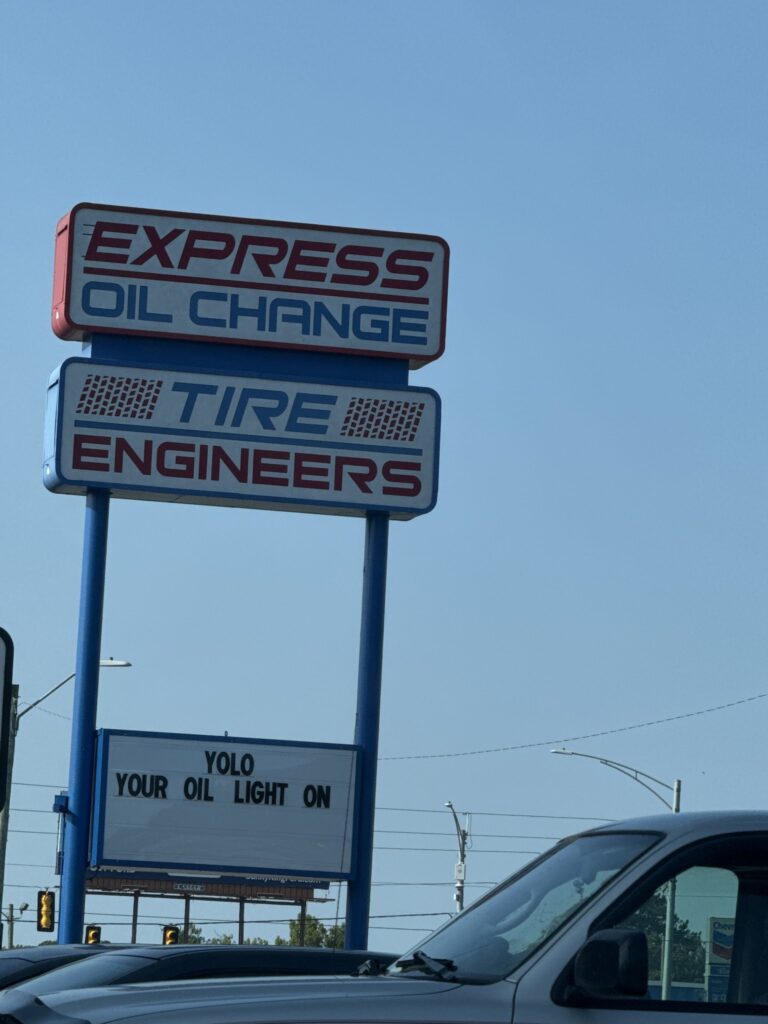 EXPRESS
OIL CHANGE
TIRE
ENGINEERS
YOLO
YOUR OIL LIGHT ON